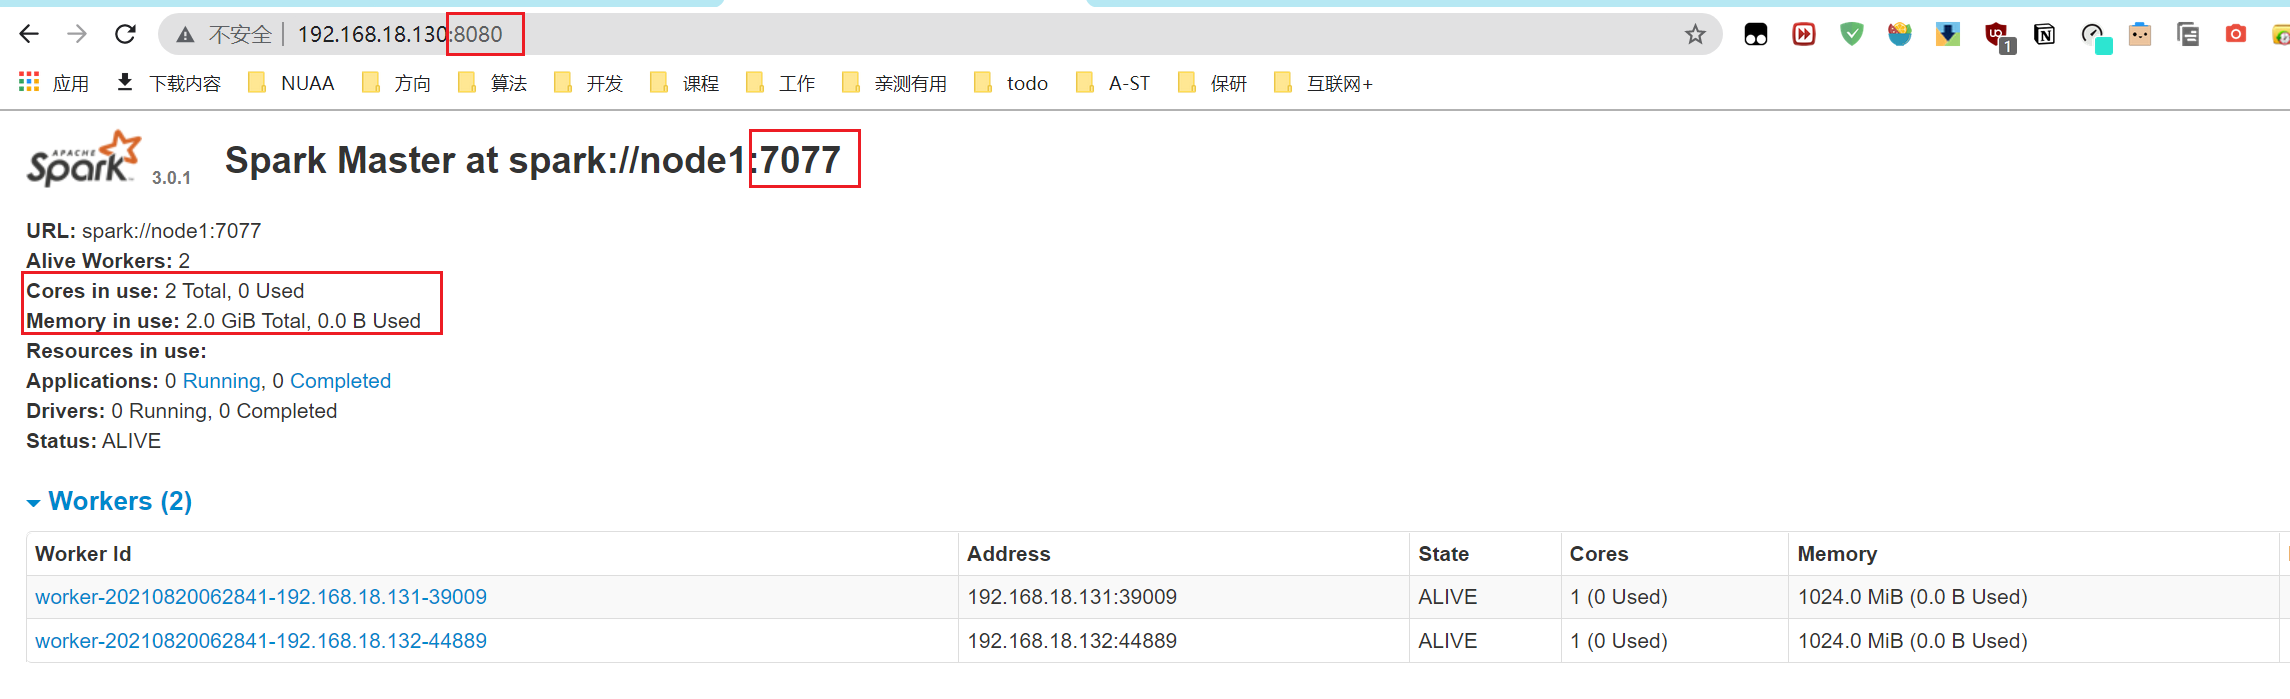 不安全 192.168.18.130:8080
1
应用 下载内容 NUAA 方向 算法 开发 课程 工作 亲测有用 todo A-ST 保研 互联网+
APACHE Spark 3.0.1 Spark Master at spark://node1:7077
URL: spark://node1:7077
Alive Workers: 2
Cores in use: 2 Total, 0 Used
Memory in use: 2.0 GiB Total, 0.0 B Used
Resources in use:
Applications: 0 Running, 0 Completed
Drivers: 0 Running, 0 Completed
Status: ALIVE
Workers (2)
Worker Id Address State Cores Memory
worker-20210820062841-192.168.18.131-39009 192.168.18.131:39009 ALIVE 1 (0 Used) 1024.0 MiB (0.0 B Used)
worker-20210820062841-192.168.18.132-44889 192.168.18.132:44889 ALIVE 1 (0 Used) 1024.0 MiB (0.0 B Used)